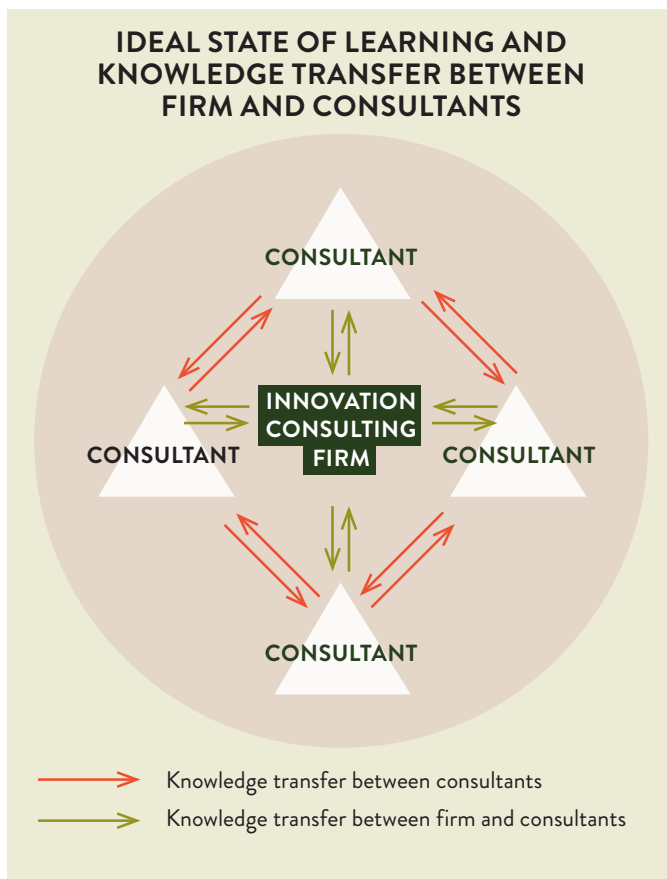 IDEAL STATE OF LEARNING AND
KNOWLEDGE TRANSFER BETWEEN
FIRM AND CONSULTANTS
CONSULTANT
INNOVATION
CONSULTING
FIRM
CONSULTANT
CONSULTANT
CONSULTANT
Knowledge transfer between consultants
Knowledge transfer between firm and consultants